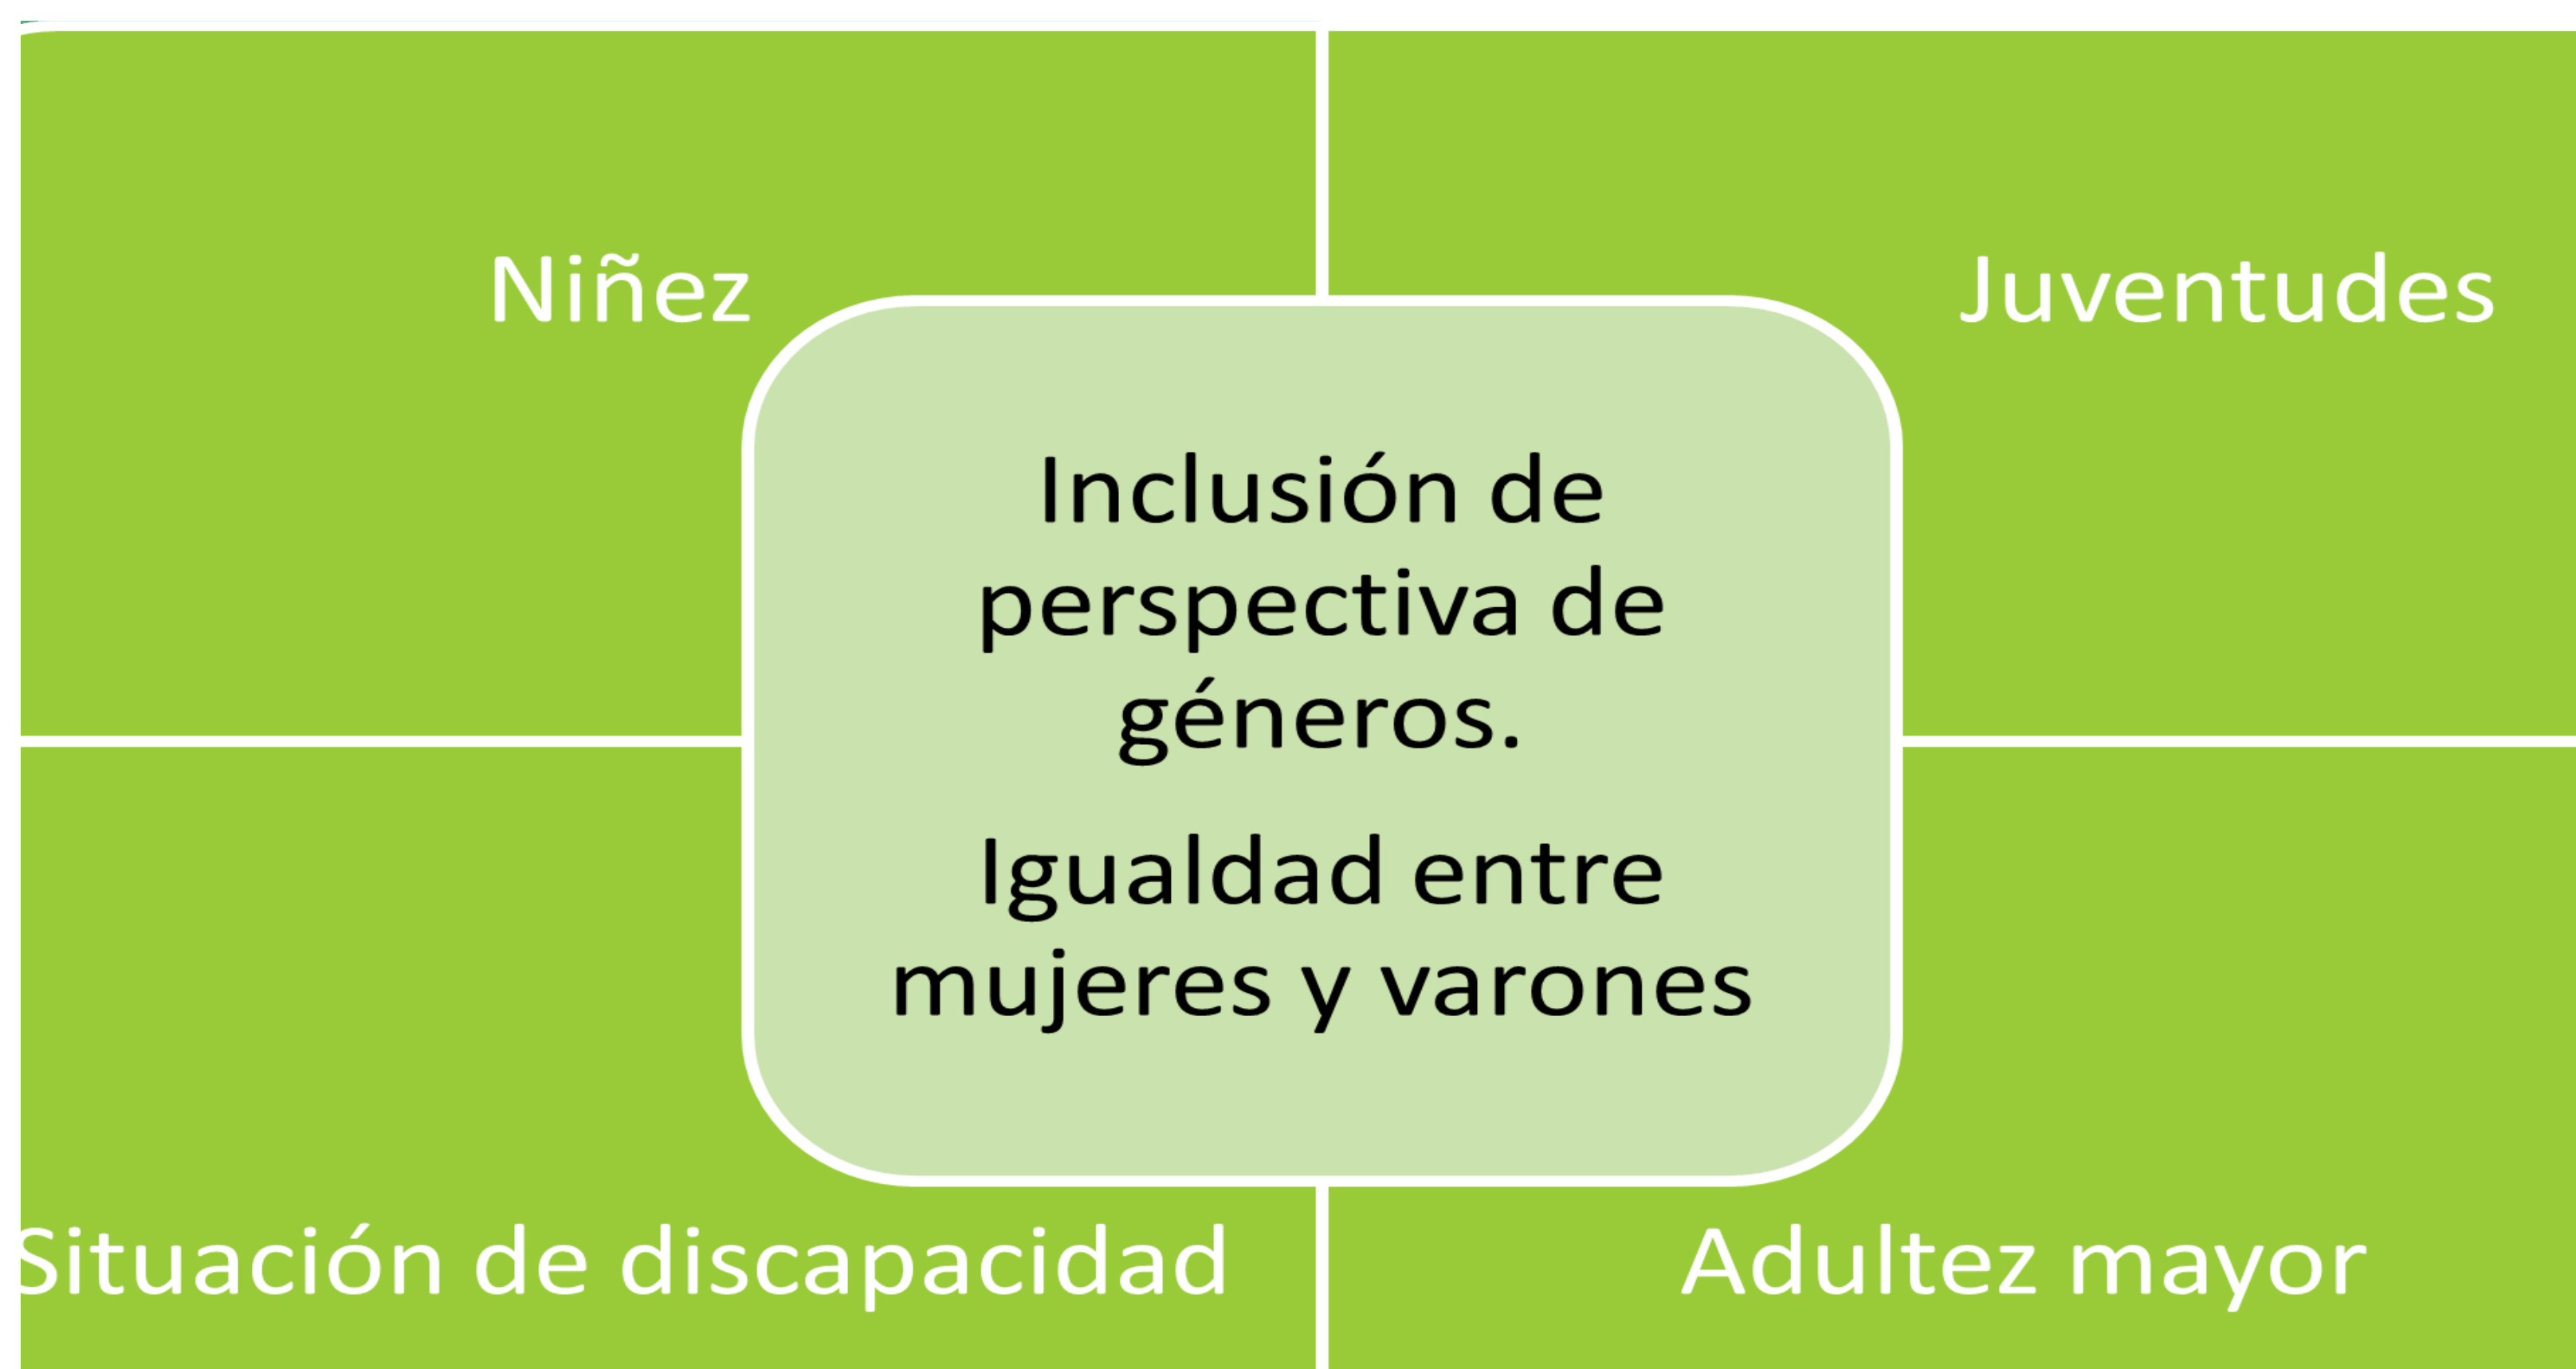 Niñez
Juventudes
Inclusión de
perspectiva de
géneros.
Igualdad entre
mujeres y varones
Situación de discapacidad
Adultez mayor